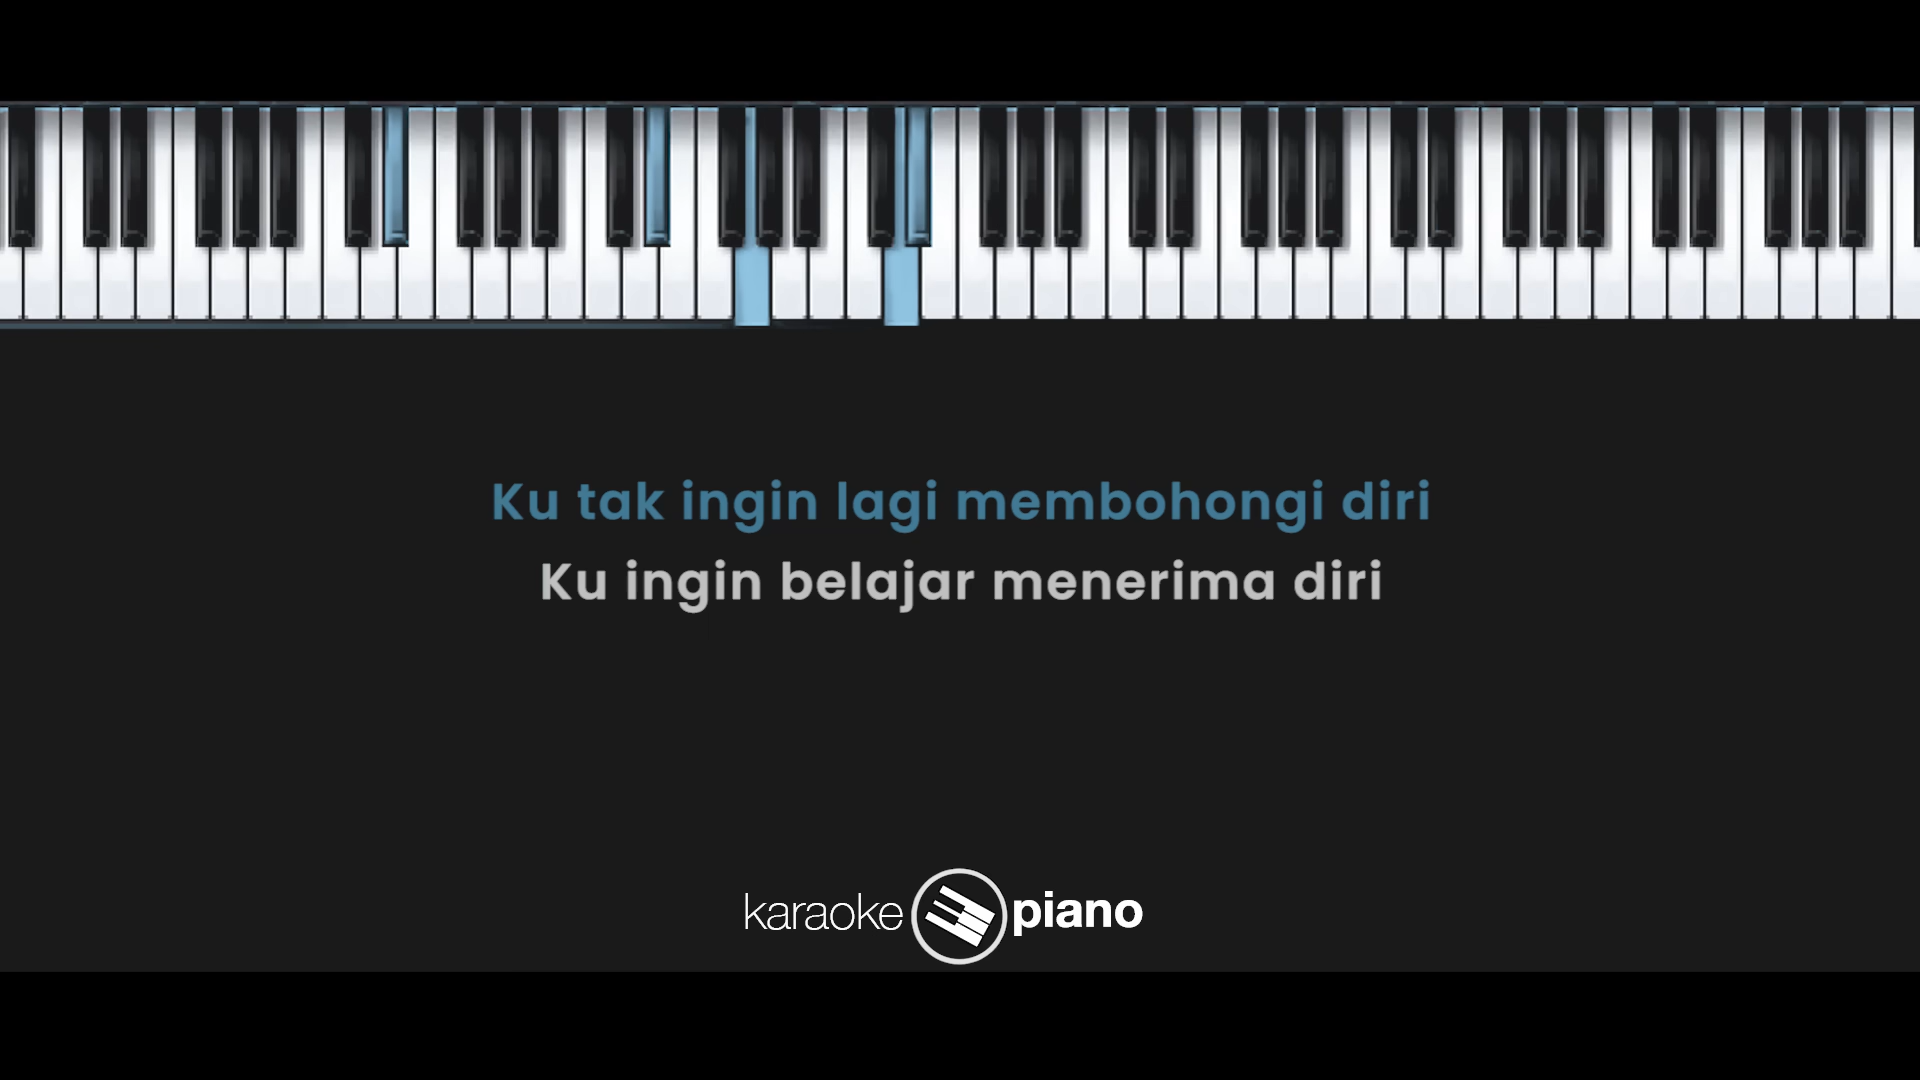 Ku tak ingin lagi membohongi diri
Ku ingin belajar menerima diri
karaoke piano